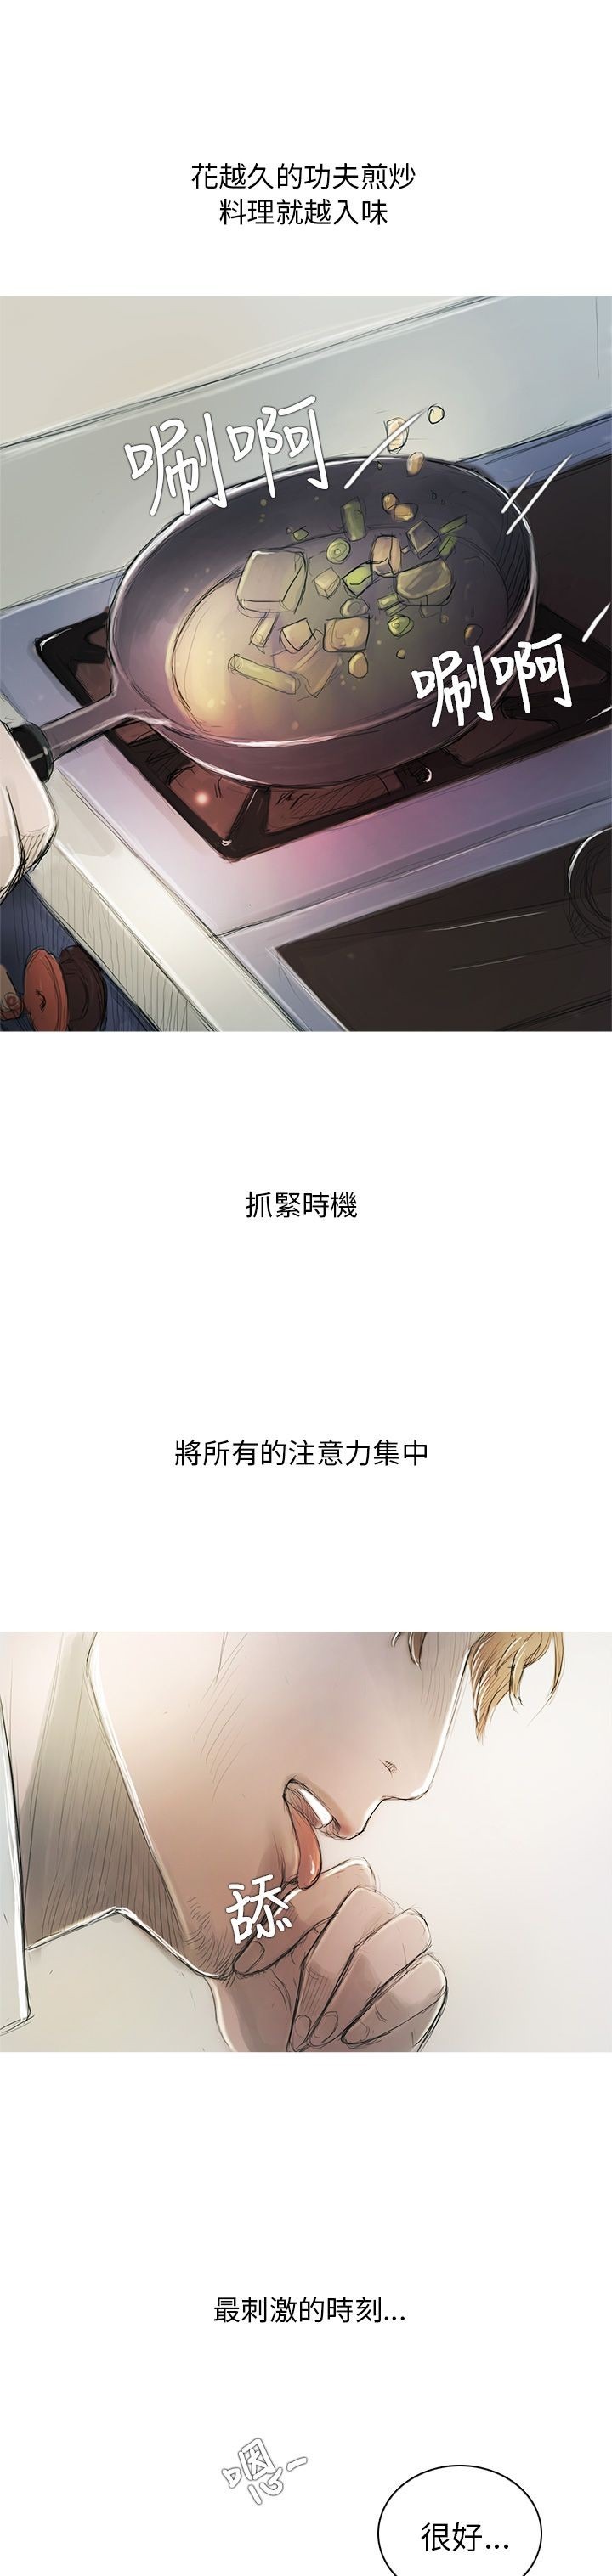 花越久的功夫煎炒
料理就越入味
唰啊
唰啊
抓緊時機
將所有的注意力集中
舔
最刺激的時刻…
嗯
很好…